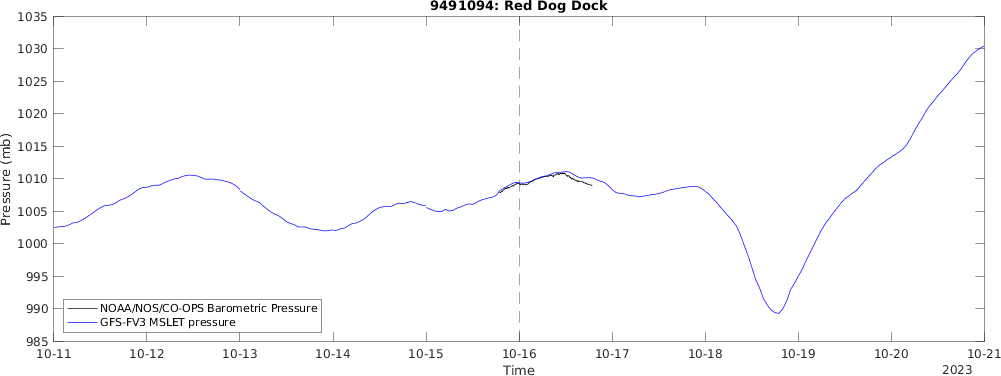 9491094: Red Dog Dock
Pressure (mb)
1035
1030
1025
1020
1015
1010
1005
1000
995
990
985
NOAA/NOS/CO-OPS Barometric Pressure
GFS-FV3 MSLET pressure
10-11 10-12 10-13 10-14 10-15 10-16 10-17 10-18 10-19 10-20 10-21
Time
2023